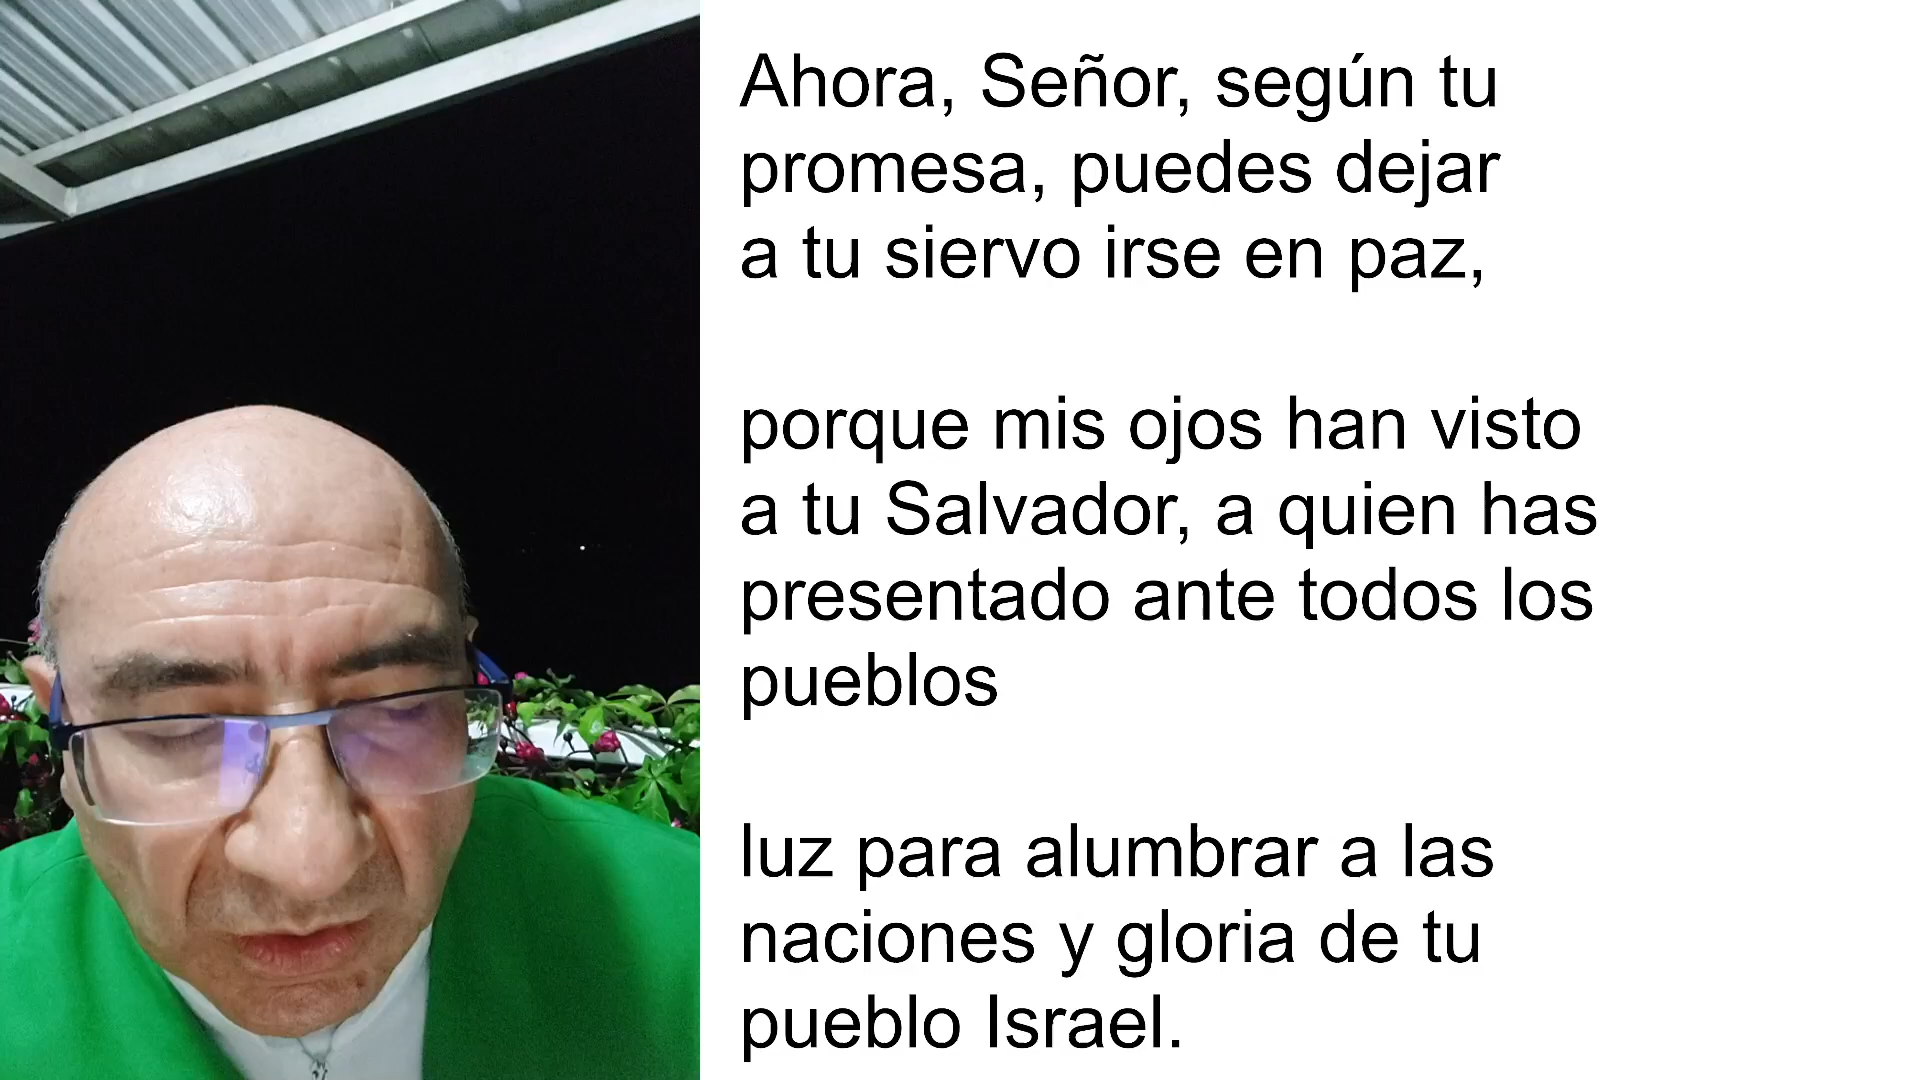 Ahora, Señor, según tu
promesa, puedes dejar
a tu siervo irse en paz,
porque mis ojos han visto
a tu Salvador, a quien has
presentado ante todos los
pueblos
luz para alumbrar a las
naciones y gloria de tu
pueblo Israel.